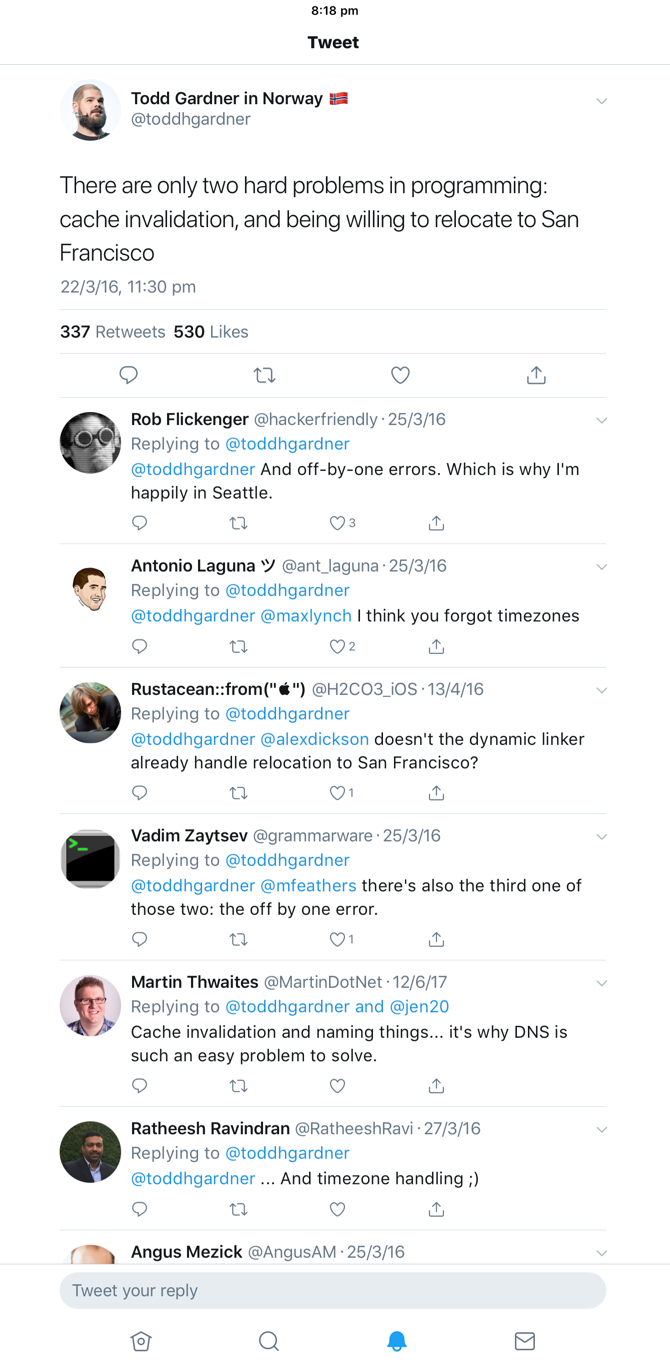 8:18 pm
Tweet
Todd Gardner in Norway 🇳🇴
@toddhgardner
There are only two hard problems in programming:
cache invalidation, and being willing to relocate to San
Francisco
22/3/16, 11:30 pm
337 Retweets 530 Likes
Rob Flickenger @hackerfriendly · 25/3/16
Replying to @toddhgardner
@toddhgardner And off-by-one errors. Which is why I'm
happily in Seattle.
3
Antonio Laguna ツ @ant_laguna · 25/3/16
Replying to @toddhgardner
@toddhgardner @maxlynch I think you forgot timezones
2
Rustacean::from("") @H2CO3_iOS · 13/4/16
Replying to @toddhgardner
@toddhgardner @alexdickson doesn't the dynamic linker
already handle relocation to San Francisco?
1
>_
Vadim Zaytsev @grammarware · 25/3/16
Replying to @toddhgardner
@toddhgardner @mfeathers there's also the third one of
those two: the off by one error.
1
Martin Thwaites @MartinDotNet · 12/6/17
Replying to @toddhgardner and @jen20
Cache invalidation and naming things... it's why DNS is
such an easy problem to solve.
Ratheesh Ravindran @RatheeshRavi · 27/3/16
Replying to @toddhgardner
@toddhgardner ... And timezone handling ;)
Angus Mezick @AngusAM · 25/3/16
Tweet your reply